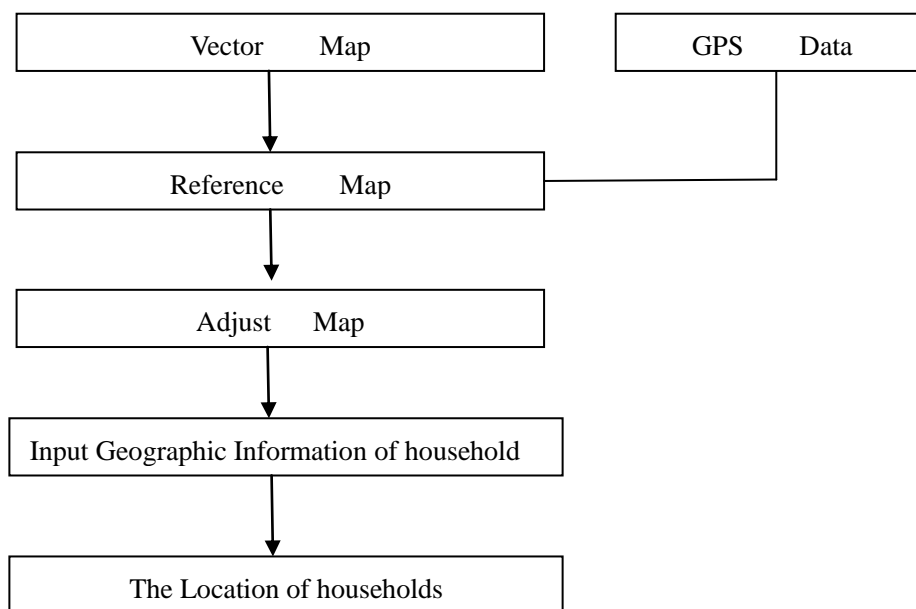 Vector Map
GPS Data
Reference Map
Adjust Map
Input Geographic Information of household
The Location of households